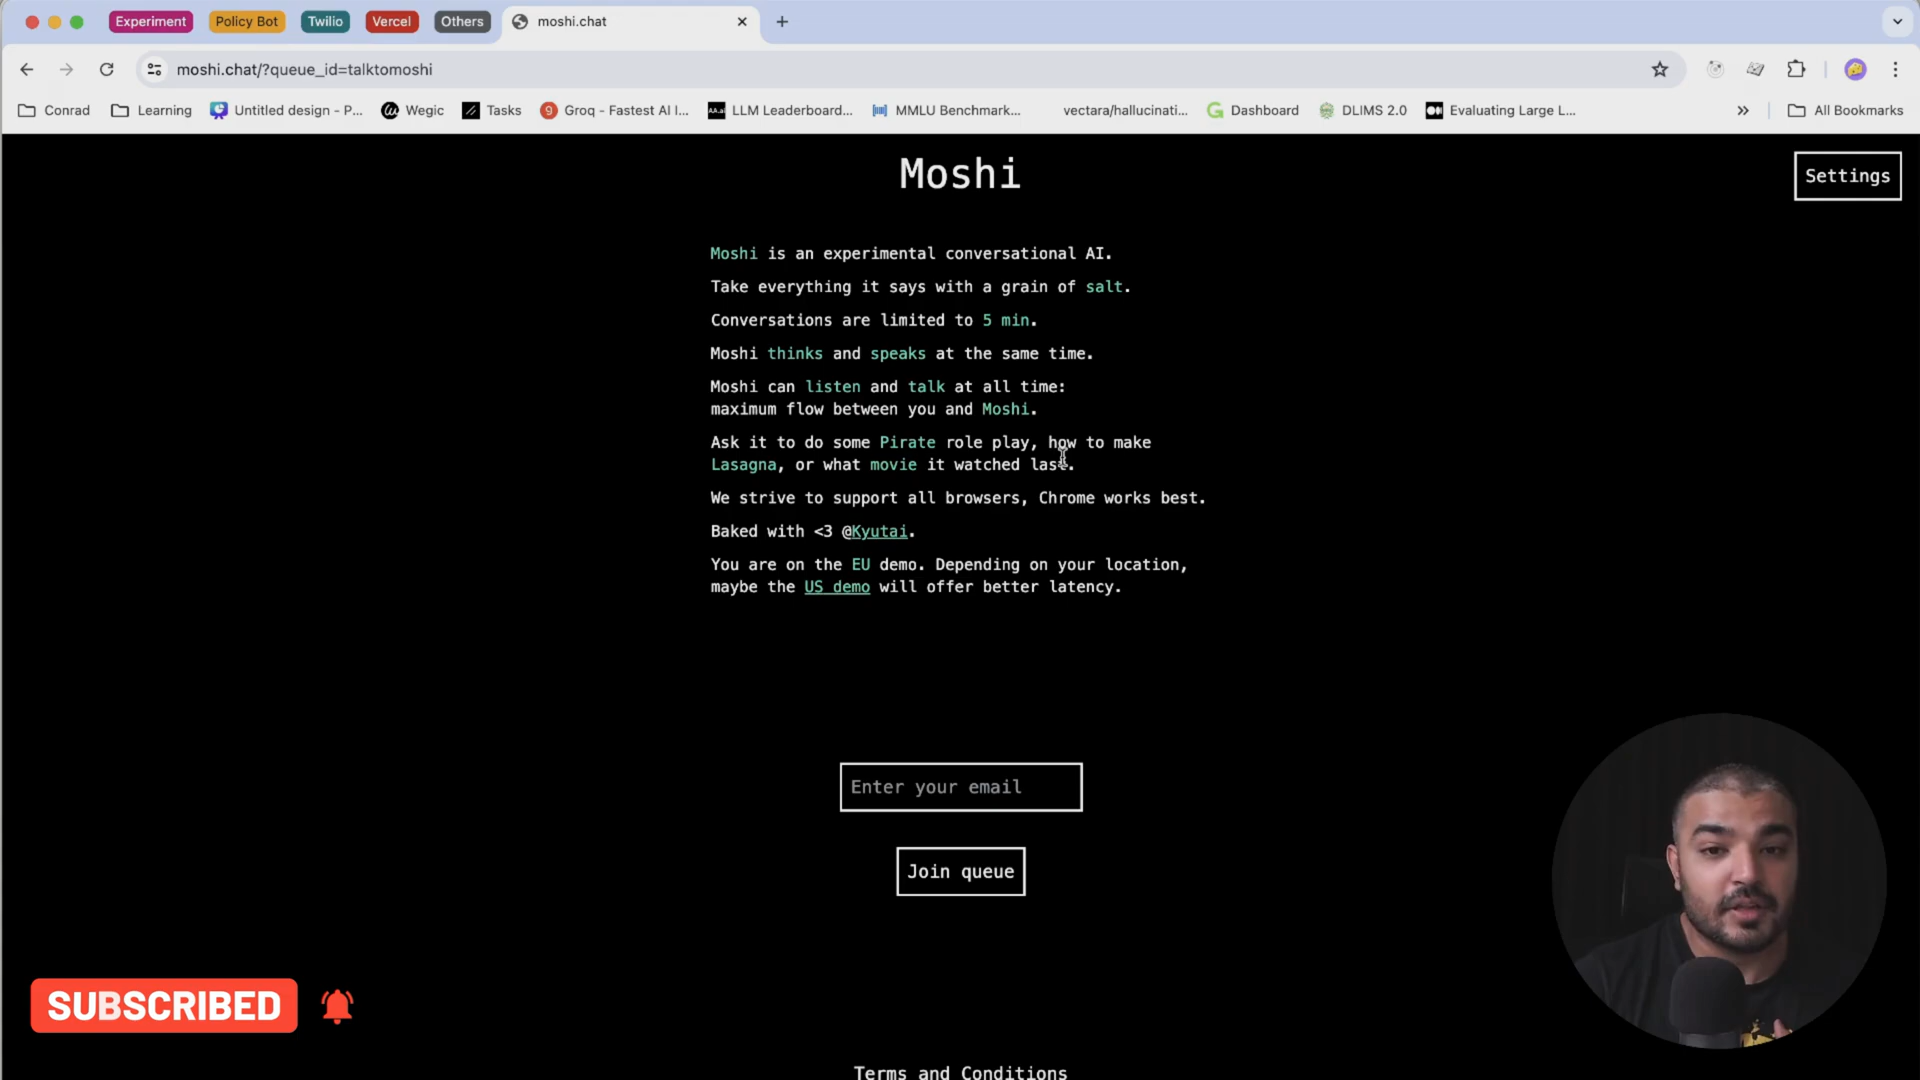 Experiment
Policy Bot
Twilio
Vercel
Others
moshi.chat
moshi.chat/?queue_id=talktomoshi
Conrad
Learning
Untitled design - P...
Wegic
Tasks
Groq - Fastest AI I...
LLM Leaderboard...
MMLU Benchmark...
vectara/hallucinati...
Dashboard
DLIMS 2.0
Evaluating Large L...
All Bookmarks
Moshi
Settings
Moshi is an experimental conversational AI.
Take everything it says with a grain of salt.
Conversations are limited to 5 min.
Moshi thinks and speaks at the same time.
Moshi can listen and talk at all time:
maximum flow between you and Moshi.
Ask it to do some Pirate role play, how to make
Lasagna, or what movie it watched last.
We strive to support all browsers, Chrome works best.
Baked with <3 @Kyutai.
You are on the EU demo. Depending on your location,
maybe the US demo will offer better latency.
Enter your email
Join queue
SUBSCRIBED
Terms and Conditions